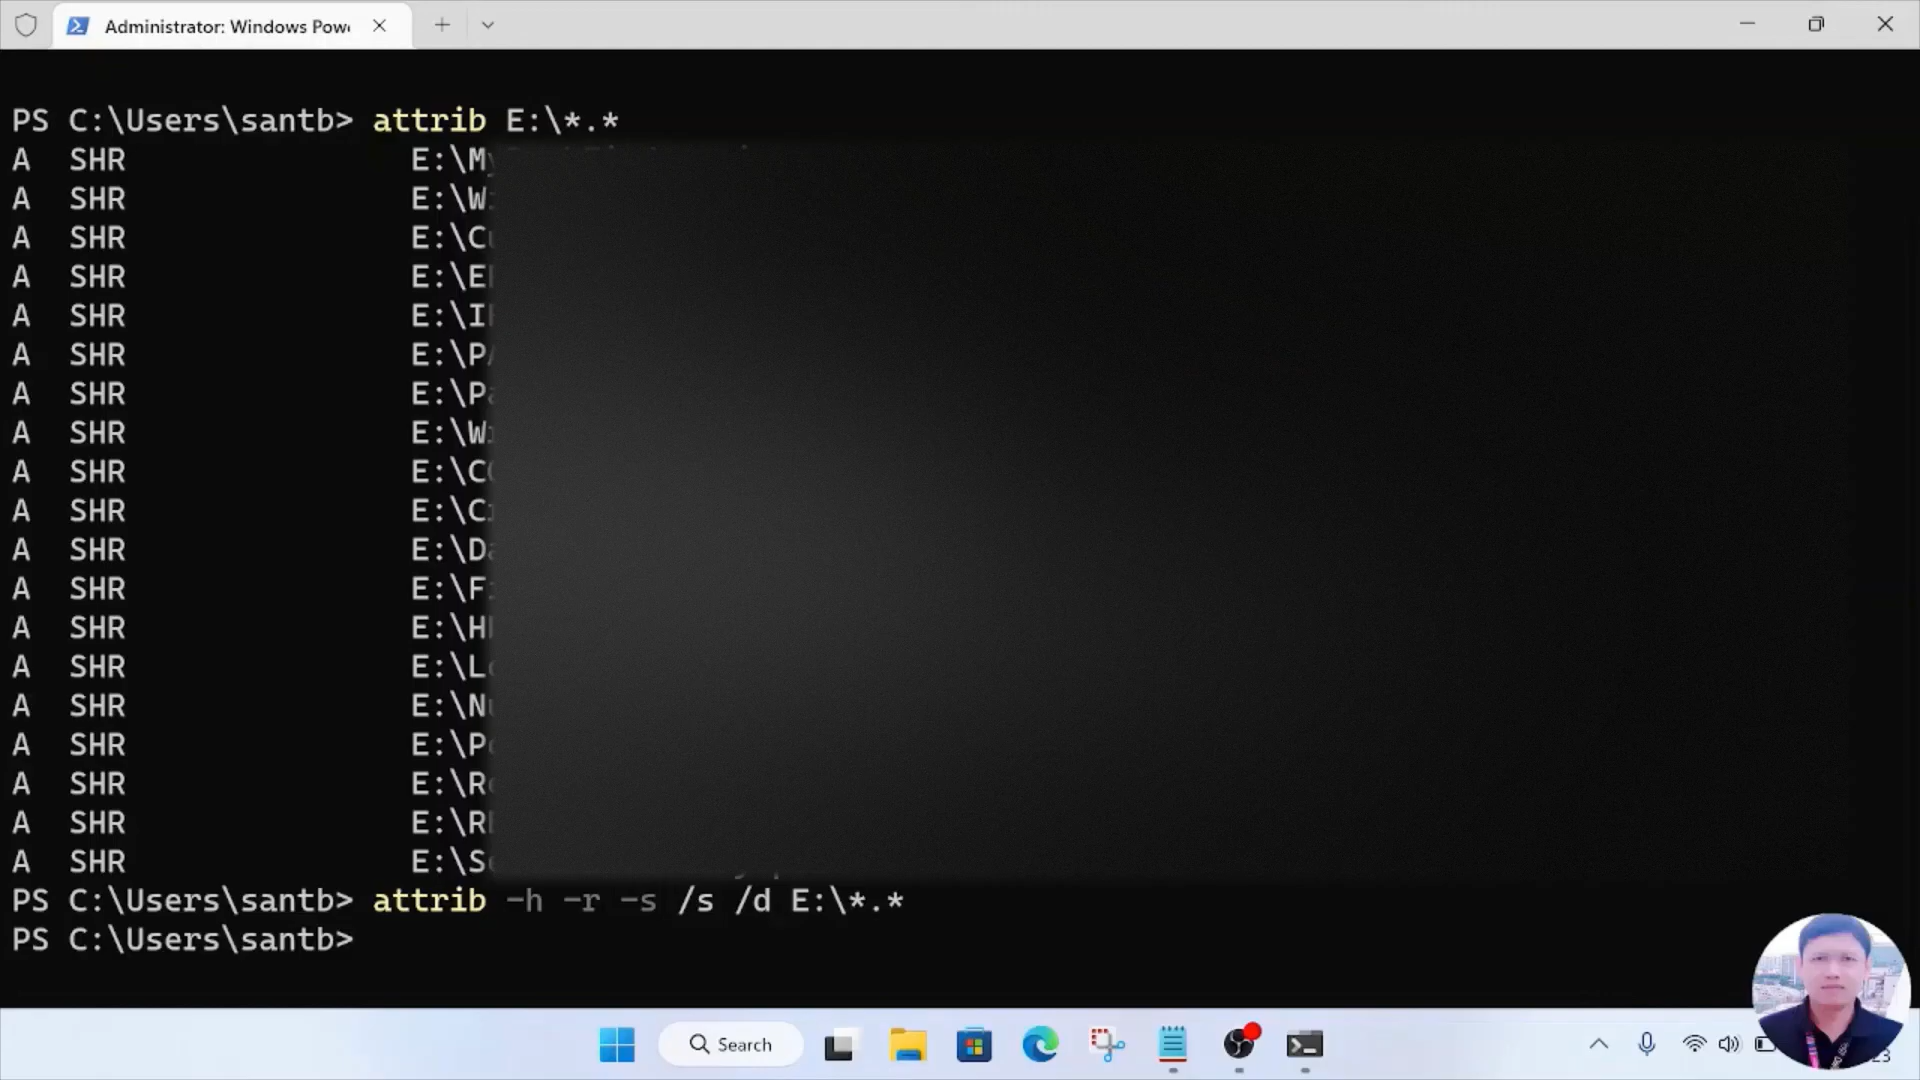 Administrator: Windows Pow
PS C:\Users\santb> attrib E:\*.*
A SHR E:\M
A SHR E:\W
A SHR E:\C
A SHR E:\E
A SHR E:\I
A SHR E:\P
A SHR E:\P
A SHR E:\W
A SHR E:\C
A SHR E:\C
A SHR E:\D
A SHR E:\F
A SHR E:\H
A SHR E:\L
A SHR E:\N
A SHR E:\P
A SHR E:\R
A SHR E:\R
A SHR E:\S
PS C:\Users\santb> attrib -h -r -s /s /d E:\*.*
PS C:\Users\santb>
Search